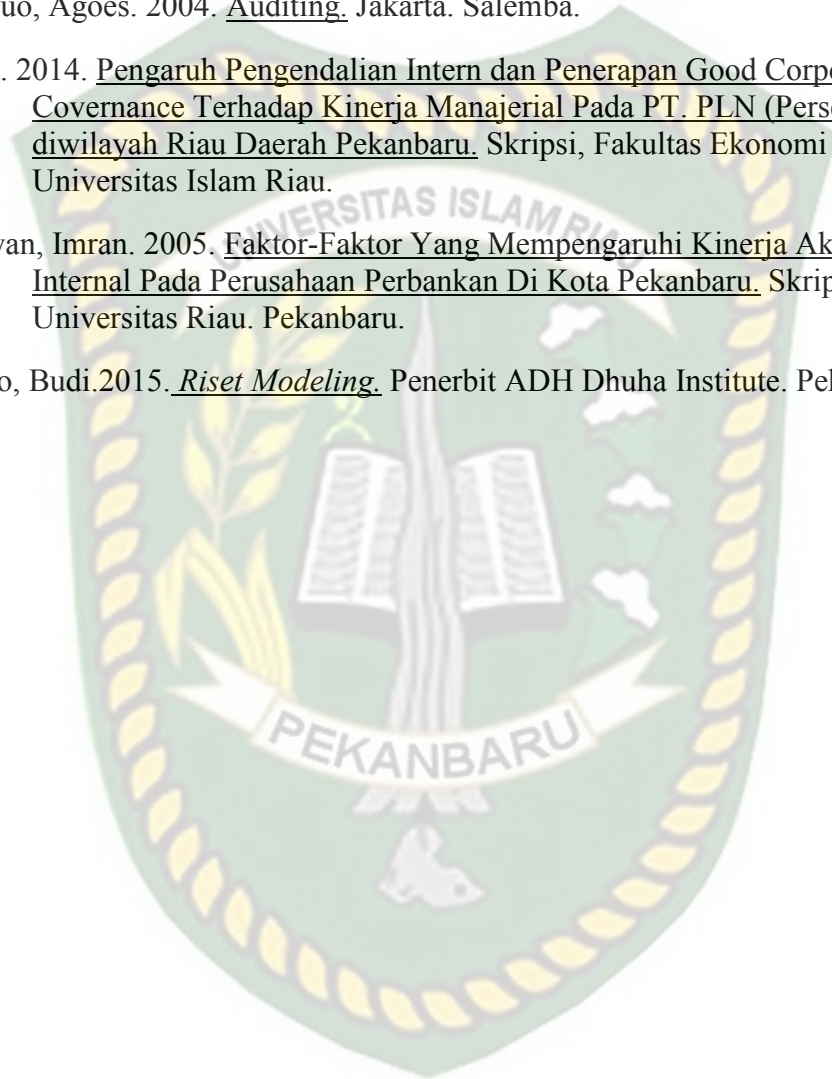 uo, Agoes. 2004. Auditing. Jakarta. Salemba.
. 2014. Pengaruh Pengendalian Intern dan Penerapan Good Corpo
Covernance Terhadap Kinerja Manajerial Pada PT. PLN (Perse
diwilayah Riau Daerah Pekanbaru. Skripsi, Fakultas Ekonomi
Universitas Islam Riau.
van, Imran. 2005. Faktor-Faktor Yang Mempengaruhi Kinerja Ak
Internal Pada Perusahaan Perbankan Di Kota Pekanbaru. Skrip
Universitas Riau. Pekanbaru.
o, Budi.2015. Riset Modeling. Penerbit ADH Dhuha Institute. Pek
UNIVERSITAS ISLAM RIAU
PEKANBARU